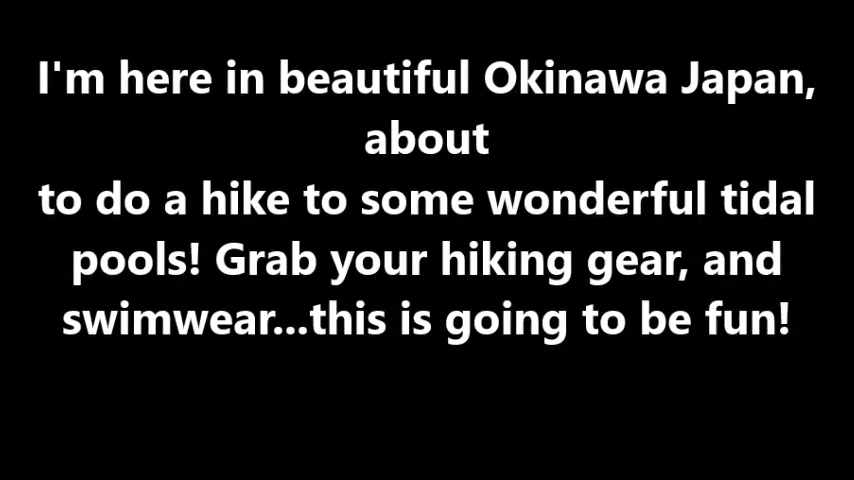 I'm here in beautiful Okinawa Japan,
about
to do a hike to some wonderful tidal
pools! Grab your hiking gear, and
swimwear...this is going to be fun!